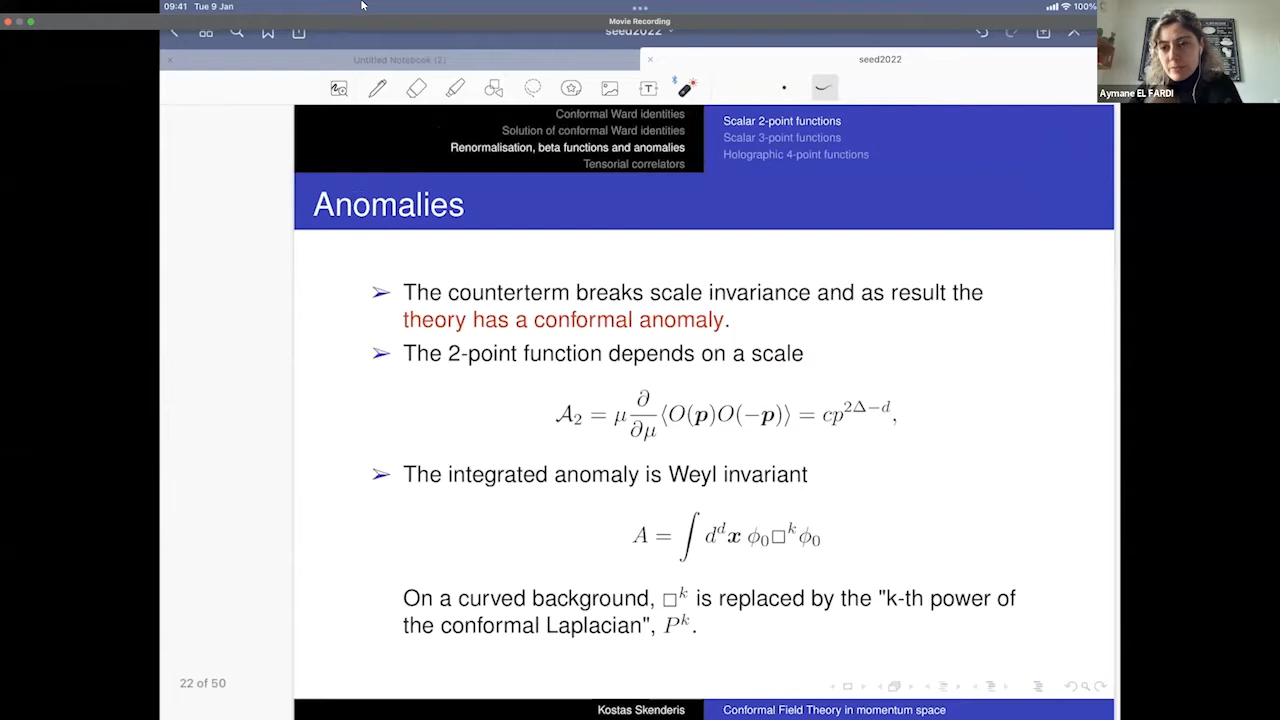 09:41 Tue 9 Jan
100%
Movie Recording
seed2022
Untitled Notebook (2)
seed2022
T
Aymane EL FARDI
Conformal Ward identities
Solution of conformal Ward identities
Renormalisation, beta functions and anomalies
Tensorial correlators
Scalar 2-point functions
Scalar 3-point functions
Holographic 4-point functions
Anomalies
➢ The counterterm breaks scale invariance and as result the
theory has a conformal anomaly.
➢ The 2-point function depends on a scale
𝒜₂ = μ ∂/∂μ ⟨O(𝒑)O(−𝒑)⟩ = cp^{2Δ−d},
➢ The integrated anomaly is Weyl invariant
A = ∫ d^d𝒙 ϕ₀□^kϕ₀
On a curved background, □^k is replaced by the "k-th power of
the conformal Laplacian", P^k.
22 of 50
Kostas Skenderis
Conformal Field Theory in momentum space